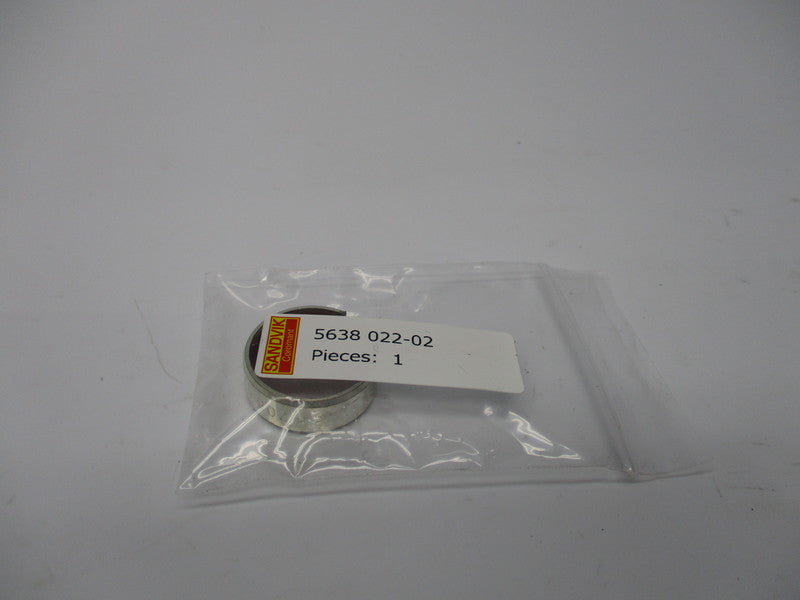 SANDVIK
Coromant
5638 022-02
Pieces: 1